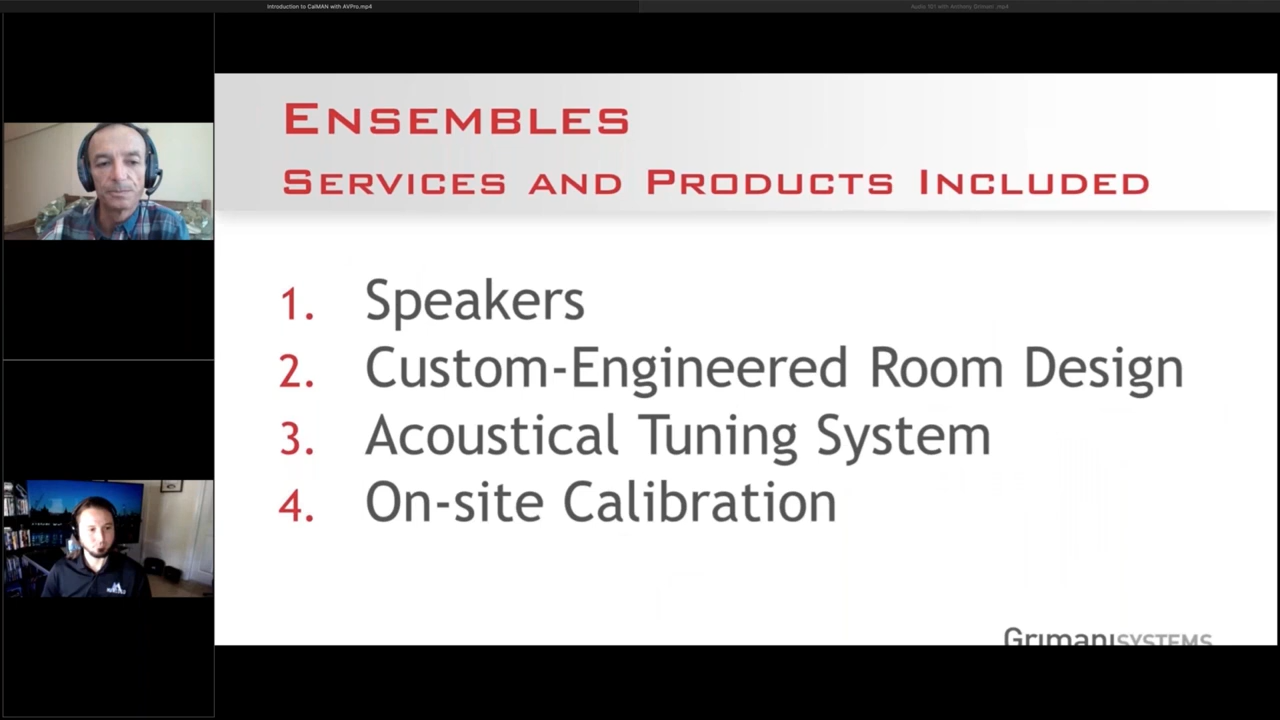 Introduction to CalMAN with AVPro.mp4
Audio 101 with Anthony Grimani .mp4
ENSEMBLES
SERVICES AND PRODUCTS INCLUDED
1. Speakers
2. Custom-Engineered Room Design
3. Acoustical Tuning System
4. On-site Calibration
GrimaniSYSTEMS